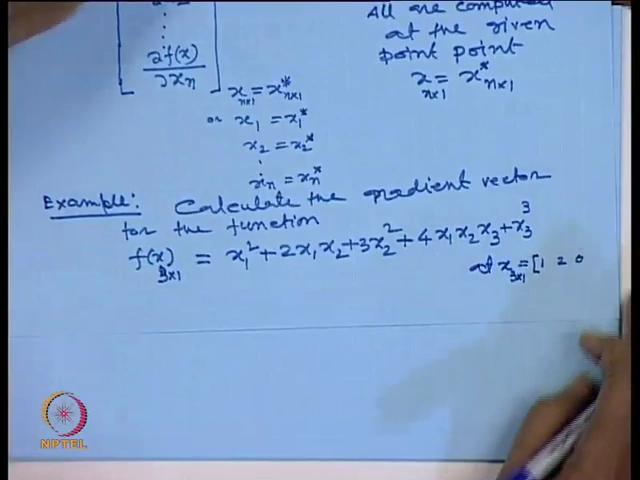 All are computed
at the given
∂f(x)/∂xₙ
point point
x = x*
n×1 n×1
x = x*
n×1 n×1
or x₁ = x₁*
x₂ = x₂*
⋮
xₙ = xₙ*
Example: Calculate the gradient vector
for the function
f(x) = x₁² + 2x₁x₂ + 3x₂² + 4x₁x₂x₃ + x₃³
3×1
at x = [1 2 0
3×1
NPTEL